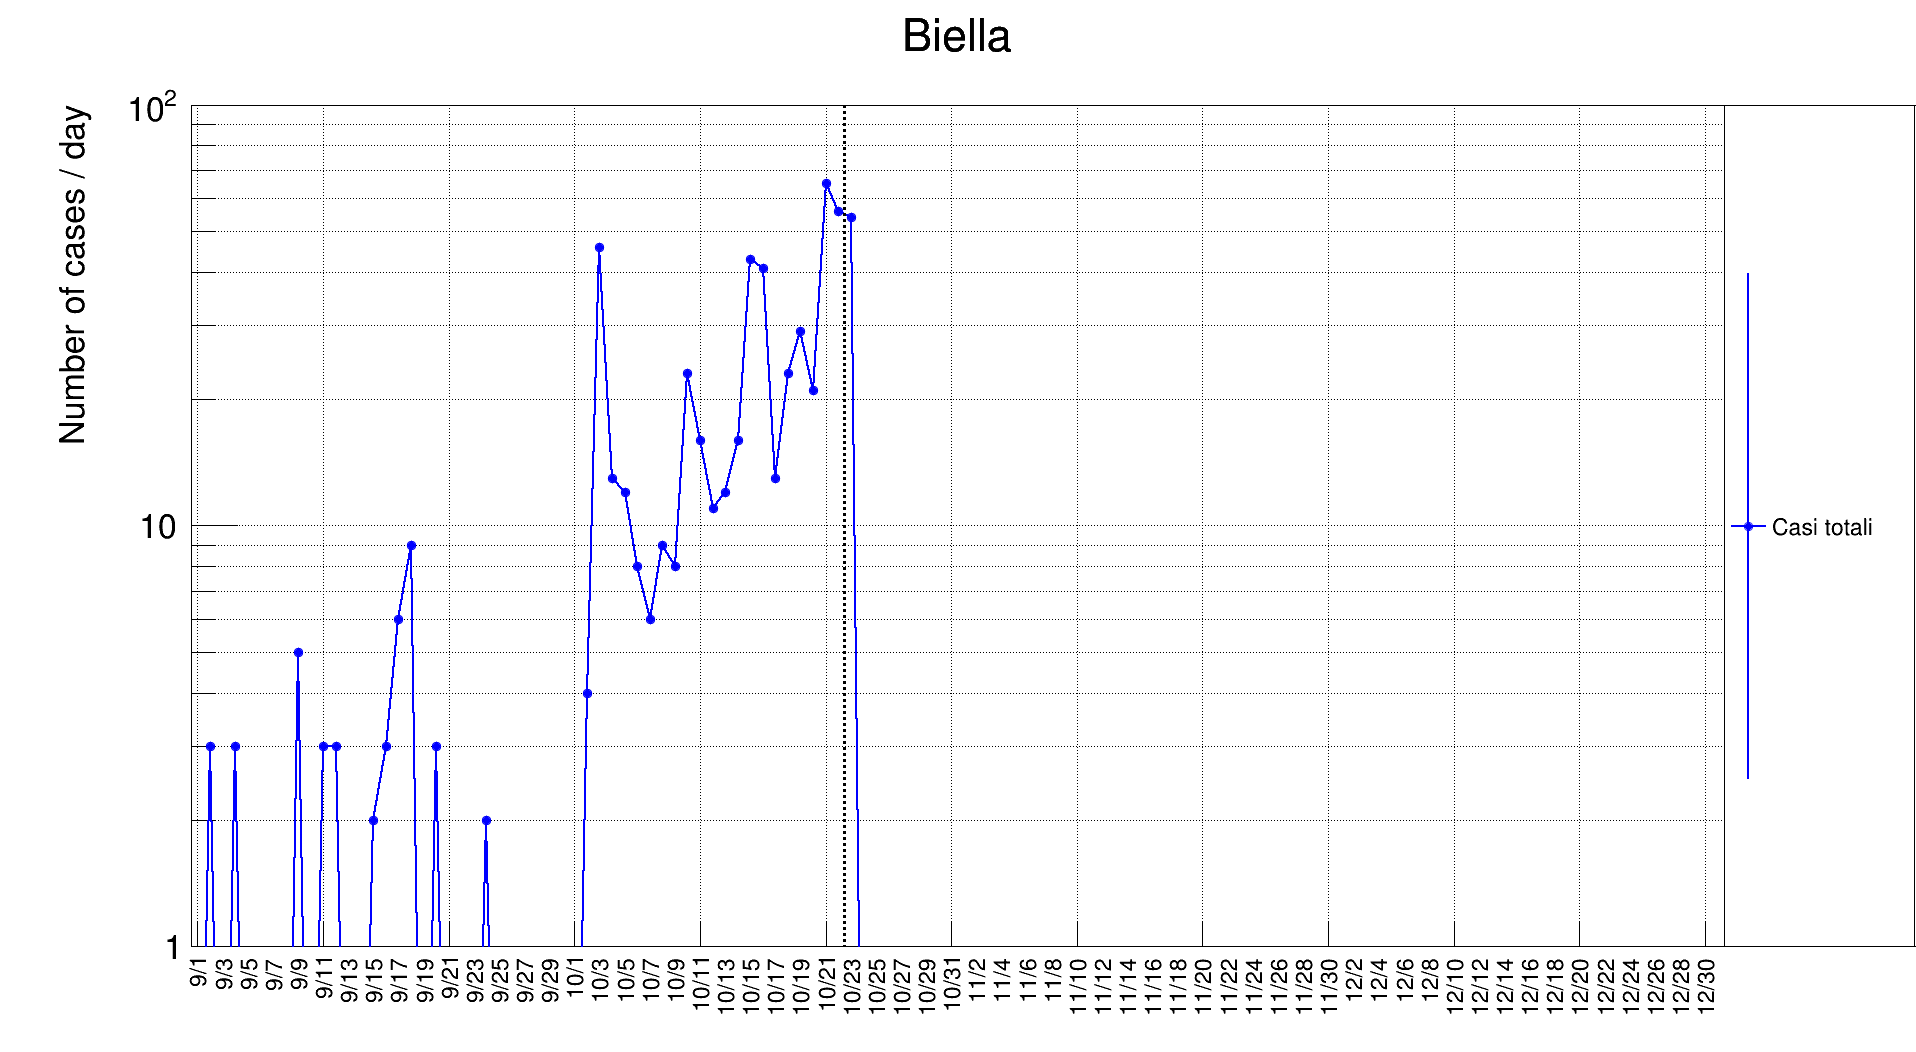 Biella
Number of cases / day
10²
10
1
9/1 9/3 9/5 9/7 9/9 9/11 9/13 9/15 9/17 9/19 9/21 9/23 9/25 9/27 9/29 10/1 10/3 10/5 10/7 10/9 10/11 10/13 10/15 10/17 10/19 10/21 10/23 10/25 10/27 10/29 10/31 11/2 11/4 11/6 11/8 11/10 11/12 11/14 11/16 11/18 11/20 11/22 11/24 11/26 11/28 11/30 12/2 12/4 12/6 12/8 12/10 12/12 12/14 12/16 12/18 12/20 12/22 12/24 12/26 12/28 12/30
Casi totali